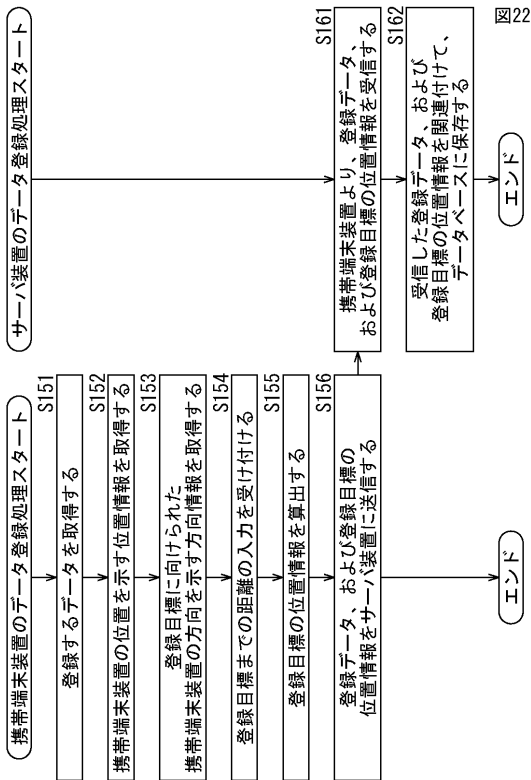 図22
携帯端末装置のデータ登録処理スタート
S151
登録するデータを取得する
S152
携帯端末装置の位置を示す位置情報を取得する
S153
登録目標に向けられた
携帯端末装置の方向を示す方向情報を取得する
S154
登録目標までの距離の入力を受け付ける
S155
登録目標の位置情報を算出する
S156
登録データ、および登録目標の
位置情報をサーバ装置に送信する
エンド
サーバ装置のデータ登録処理スタート
S161
携帯端末装置より、登録データ、
および登録目標の位置情報を受信する
S162
受信した登録データ、および
登録目標の位置情報を関連付けて、
データベースに保存する
エンド